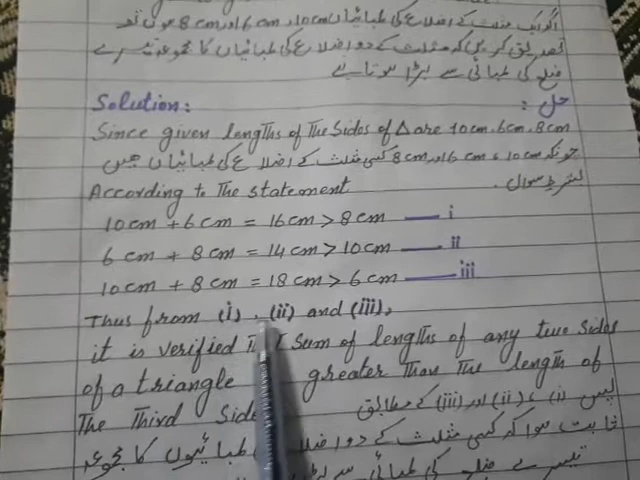 اگر ایک مثلث کے اضلاع کی لمبائیاں 10cm، 6cm اور 8cm ہوں تو
تصدیق کریں کہ مثلث کے دو اضلاع کی لمبائیاں کا مجموعہ تیسرے
ضلع کی لمبائی سے بڑا ہوتا ہے
Solution: حل:
Since given lengths of The Sides of △ are 10cm, 6cm, 8cm
چونکہ 10cm، 6cm اور 8cm کسی مثلث کے اضلاع کی لمبائیاں ہیں
According to The statement بشرط سوال.
10cm + 6cm = 16cm > 8cm — i
6cm + 8cm = 14cm > 10cm — ii
10cm + 8cm = 18cm > 6cm — iii
Thus from (i), (ii) and (iii),
it is verified Sum of lengths of any two Sides
of a triangle greater Than The length of
The Third Side پس (i)، (ii) اور (iii) کے مطابق
ثابت ہوا کہ کسی مثلث کے دو اضلاع لمبائیوں کا مجموعہ
تیسرے ضلع کی لمبائی سے